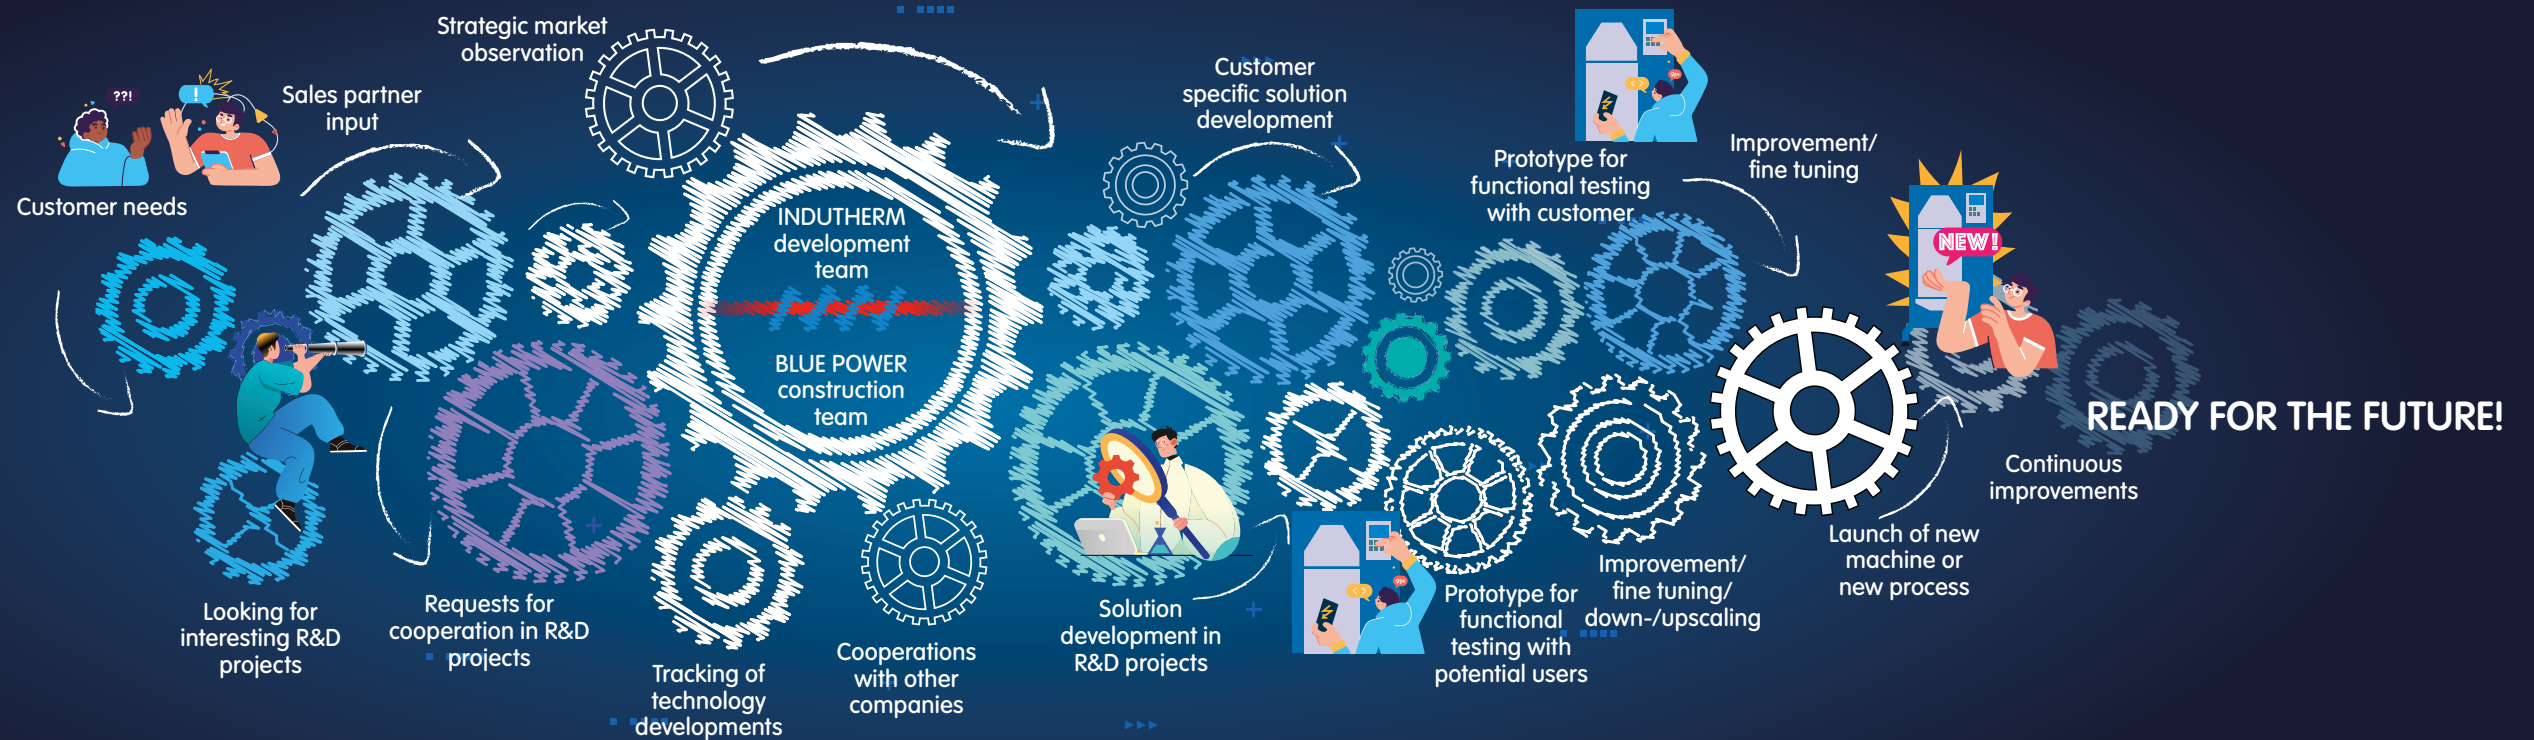 ??!
!
Customer needs
Sales partner
input
Strategic market
observation
Looking for
interesting R&D
projects
Requests for
cooperation in R&D
projects
INDUTHERM
development
team
BLUE POWER
construction
team
Tracking of
technology
developments
Cooperations
with other
companies
Customer
specific solution
development
Solution
development in
R&D projects
Prototype for
functional testing
with customer
Improvement/
fine tuning
Prototype for
functional
testing with
potential users
Improvement/
fine tuning/
down-/upscaling
NEW!
Launch of new
machine or
new process
Continuous
improvements
READY FOR THE FUTURE!